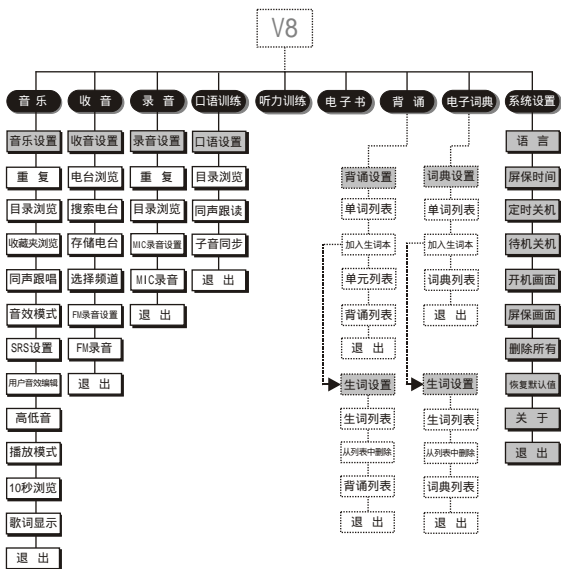 V8
音 乐
收 音
录 音
口语训练
听力训练
电 子 书
背 诵
电子词典
系统设置
音乐设置
重 复
目录浏览
收藏夹浏览
同声跟唱
音效模式
SRS设置
用户音效编辑
高低音
播放模式
10秒浏览
歌词显示
退 出
收音设置
电台浏览
搜索电台
存储电台
选择频道
FM录音设置
FM录音
退 出
录音设置
重 复
目录浏览
MIC录音设置
MIC录音
退 出
口语设置
目录浏览
同声跟读
子音同步
退 出
背诵设置
单词列表
加入生词本
单元列表
背诵列表
退 出
生词设置
生词列表
从列表中删除
背诵列表
退 出
词典设置
单词列表
加入生词本
词典列表
退 出
生词设置
生词列表
从列表中删除
词典列表
退 出
语 言
屏保时间
定时关机
待机关机
开机画面
屏保画面
删除所有
恢复默认值
关 于
退 出